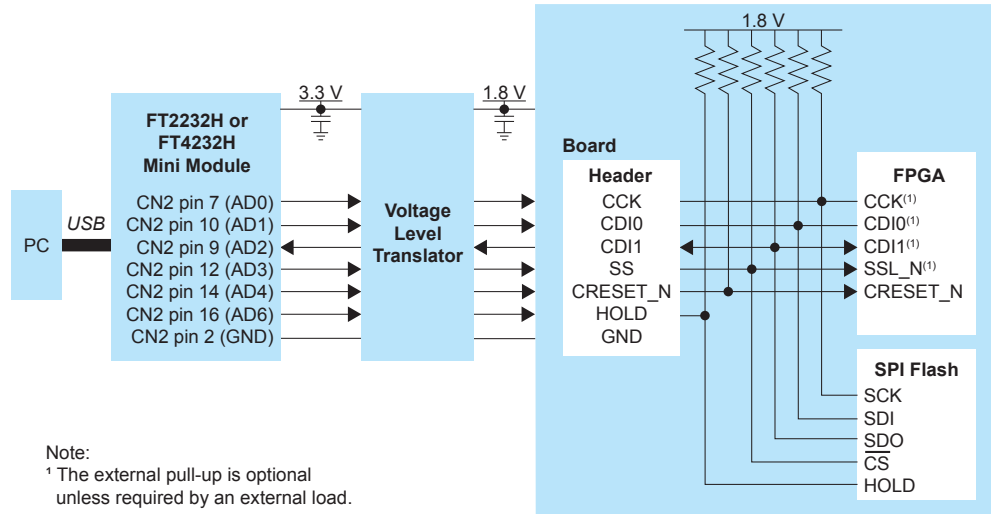 1.8 V
3.3 V
1.8 V
FT2232H or
FT4232H
Mini Module
CN2 pin 7 (AD0)
CN2 pin 10 (AD1)
CN2 pin 9 (AD2)
CN2 pin 12 (AD3)
CN2 pin 14 (AD4)
CN2 pin 16 (AD6)
CN2 pin 2 (GND)
PC
USB
Voltage
Level
Translator
Board
Header
CCK
CDI0
CDI1
SS
CRESET_N
HOLD
GND
FPGA
CCK(1)
CDI0(1)
CDI1(1)
SSL_N(1)
CRESET_N
SPI Flash
SCK
SDI
SDO
CS
HOLD
Note:
¹ The external pull-up is optional
unless required by an external load.